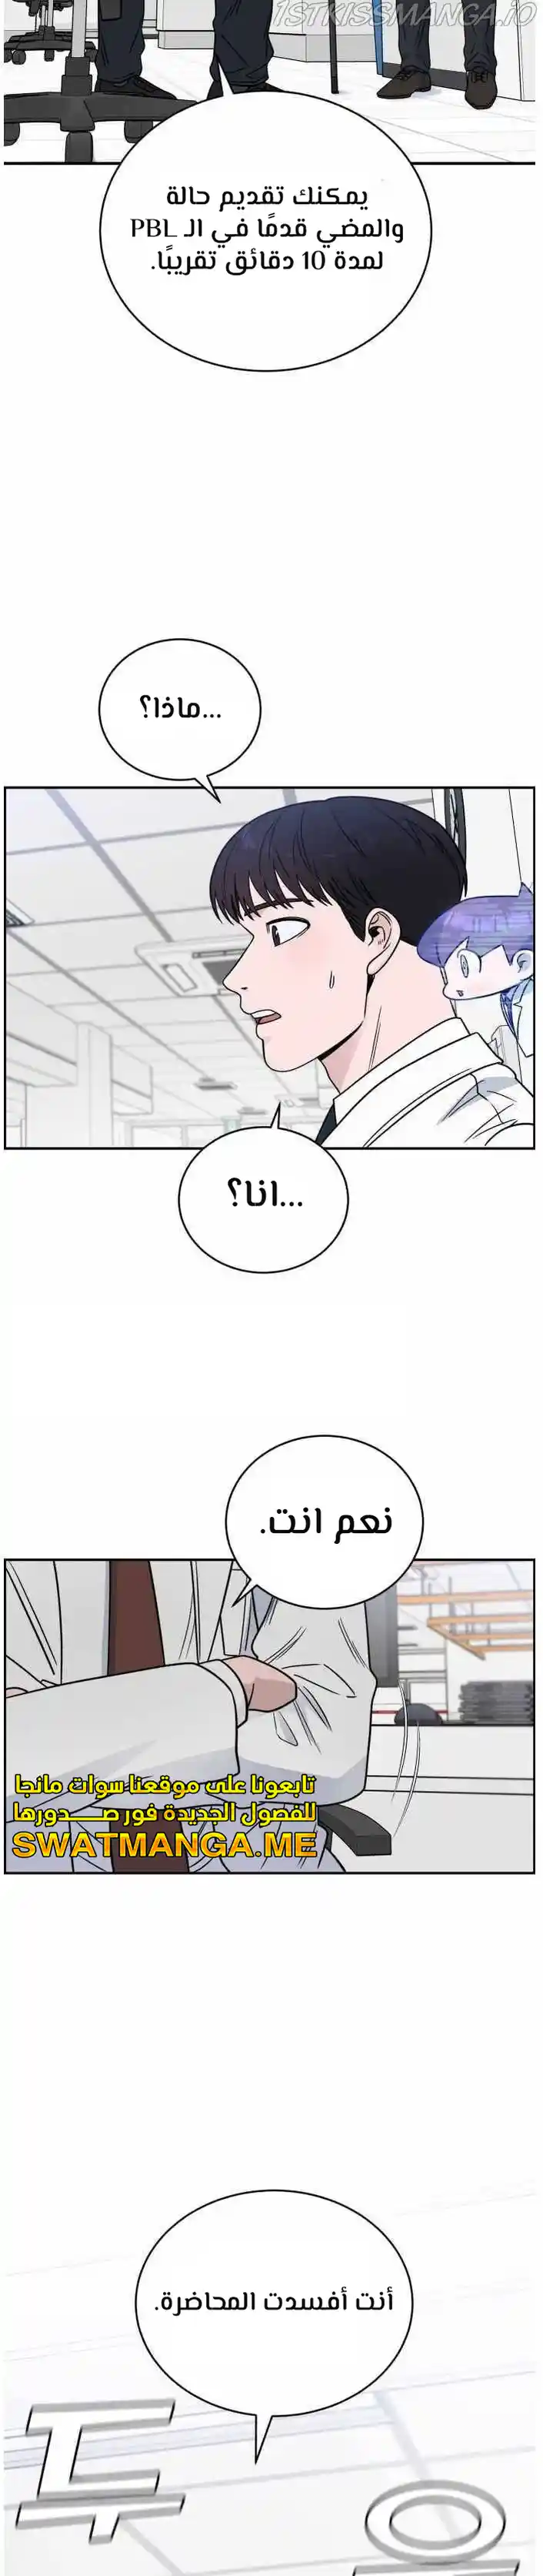 1STKISSMANGA.IO
يمكنك تقديم حالة
والمضي قدمًا في الـ PBL
لمدة 10 دقائق تقريبًا.
...ماذا؟
...انا؟
نعم انت.
تابعونا على موقعنا سوات مانجا
للفصول الجديدة فور صـــدورها
SWATMANGA.ME
أنت أفسدت المحاضرة.